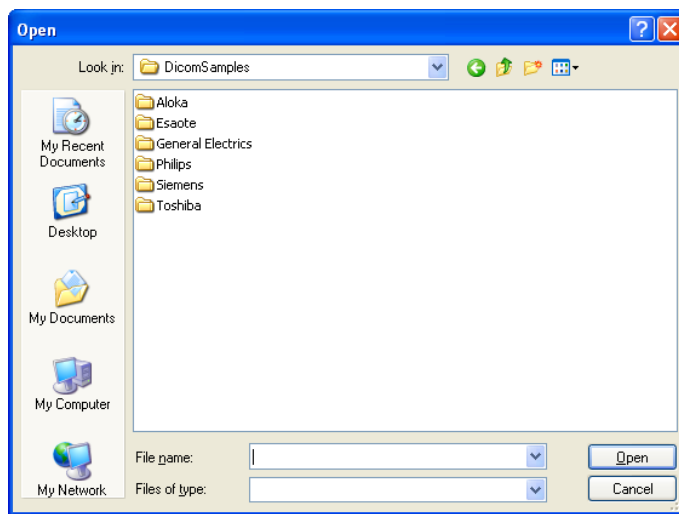 Open
Look in: DicomSamples
My Recent
Documents
Desktop
My Documents
My Computer
My Network
Aloka
Esaote
General Electrics
Philips
Siemens
Toshiba
File name: Open
Files of type: Cancel